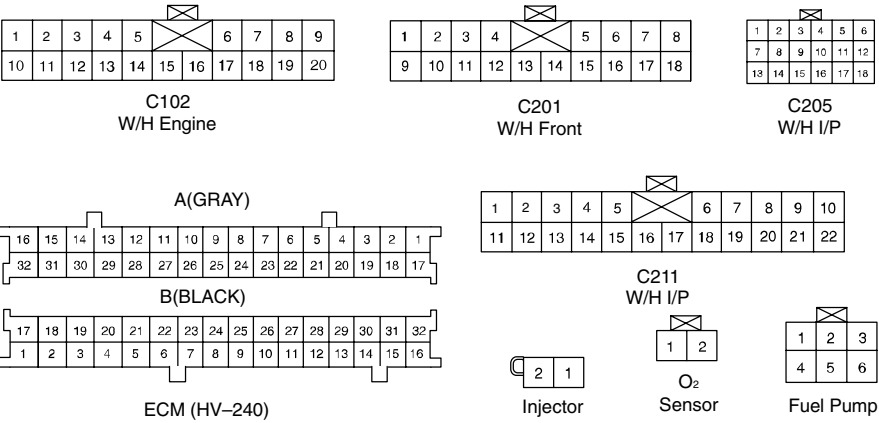 1 2 3 4 5 6 7 8 9
10 11 12 13 14 15 16 17 18 19 20
C102
W/H Engine
1 2 3 4 5 6 7 8
9 10 11 12 13 14 15 16 17 18
C201
W/H Front
1 2 3 4 5 6
7 8 9 10 11 12
13 14 15 16 17 18
C205
W/H I/P
A(GRAY)
16 15 14 13 12 11 10 9 8 7 6 5 4 3 2 1
32 31 30 29 28 27 26 25 24 23 22 21 20 19 18 17
B(BLACK)
17 18 19 20 21 22 23 24 25 26 27 28 29 30 31 32
1 2 3 4 5 6 7 8 9 10 11 12 13 14 15 16
ECM (HV–240)
1 2 3 4 5 6 7 8 9 10
11 12 13 14 15 16 17 18 19 20 21 22
C211
W/H I/P
2 1
Injector
1 2
O2
Sensor
1 2 3
4 5 6
Fuel Pump